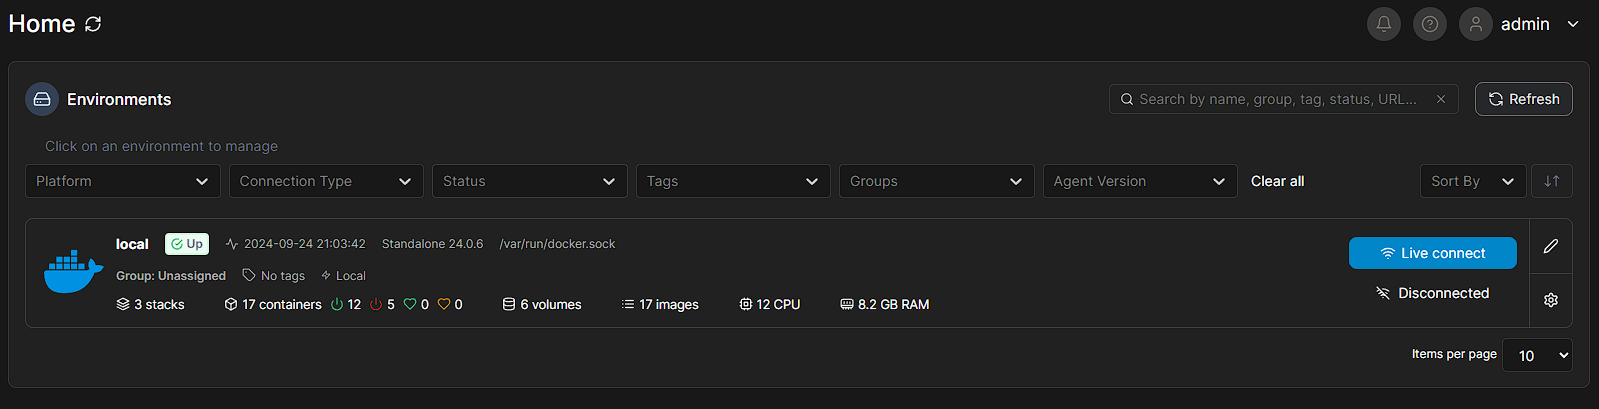 Home
admin
Environments
Search by name, group, tag, status, URL...
Refresh
Click on an environment to manage
Platform
Connection Type
Status
Tags
Groups
Agent Version
Clear all
Sort By
local Up 2024-09-24 21:03:42 Standalone 24.0.6 /var/run/docker.sock
Live connect
Group: Unassigned No tags Local
Disconnected
3 stacks 17 containers 12 5 0 0 6 volumes 17 images 12 CPU 8.2 GB RAM
Items per page 10